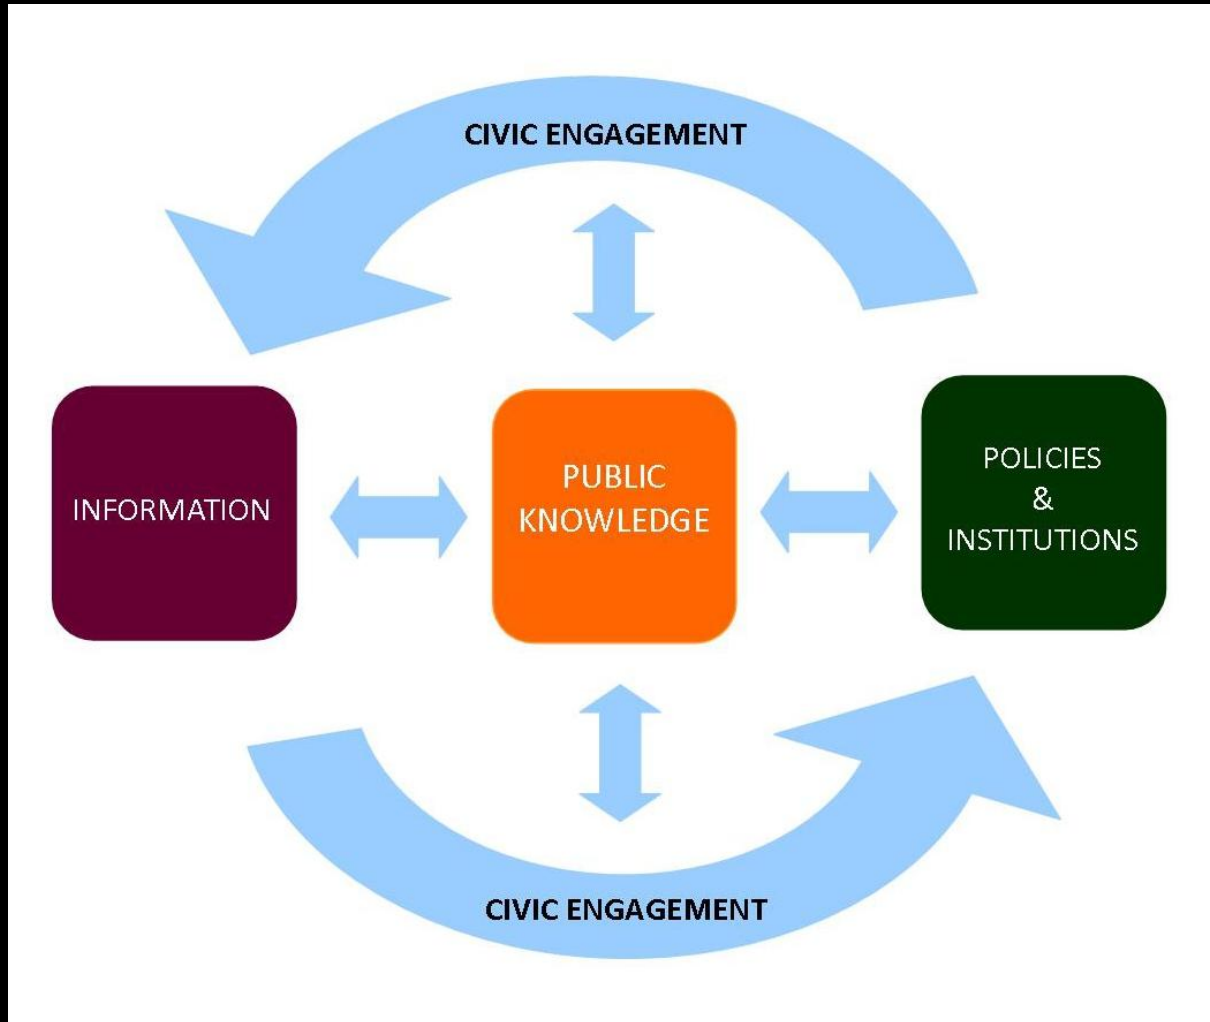 CIVIC ENGAGEMENT
INFORMATION
PUBLIC
KNOWLEDGE
POLICIES
&
INSTITUTIONS
CIVIC ENGAGEMENT